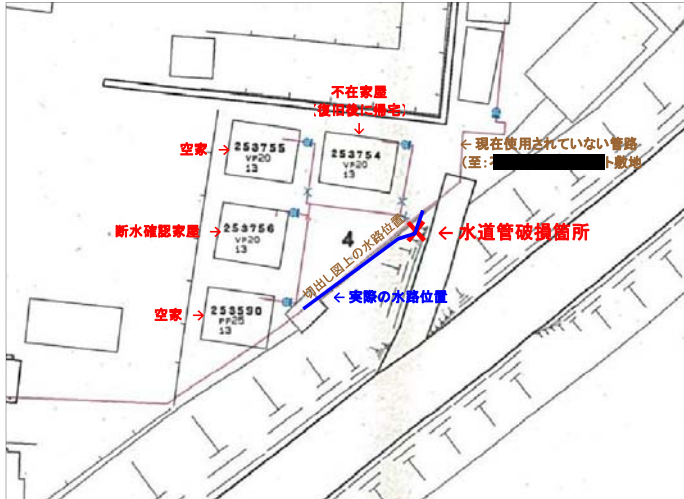 不在家屋
(復旧後に帰宅)
↓
空家 →
253755
VP20
13
253754
VP20
13
← 現在使用されていない管路
(至:
ト敷地
断水確認家屋 →
253756
VP20
13
4
切出し図上の水路位置
← 水道管破損箇所
← 実際の水路位置
空家 →
253590
PP25
13